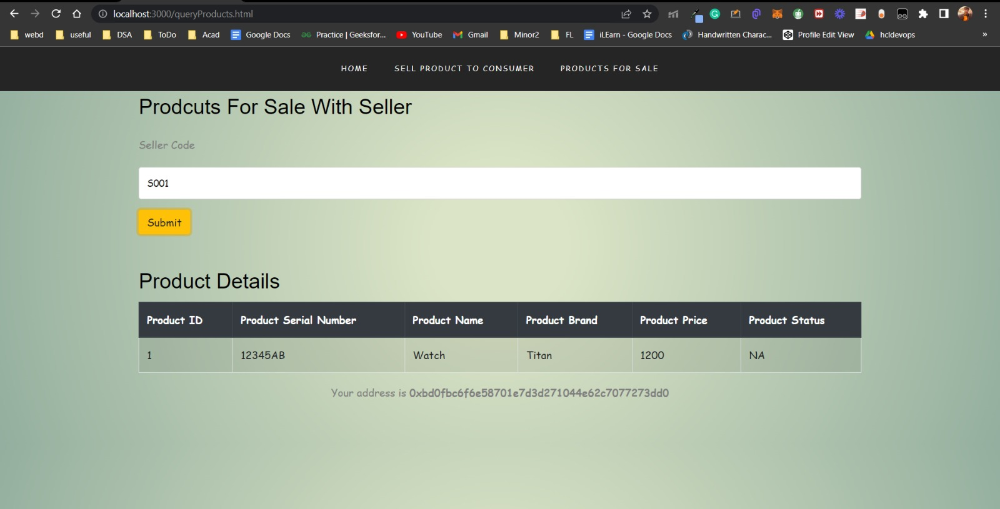 localhost:3000/queryProducts.html
webd useful DSA ToDo Acad Google Docs Practice | Geeksfor... YouTube Gmail Minor2 FL iLEarn - Google Docs Handwritten Charac... Profile Edit View hcldevops »
HOME SELL PRODUCT TO CONSUMER PRODUCTS FOR SALE
Prodcuts For Sale With Seller
Seller Code
S001
Submit
Product Details
Product ID Product Serial Number Product Name Product Brand Product Price Product Status
1 12345AB Watch Titan 1200 NA
Your address is 0xbd0fbc6f6e58701e7d3d271044e62c7077273dd0